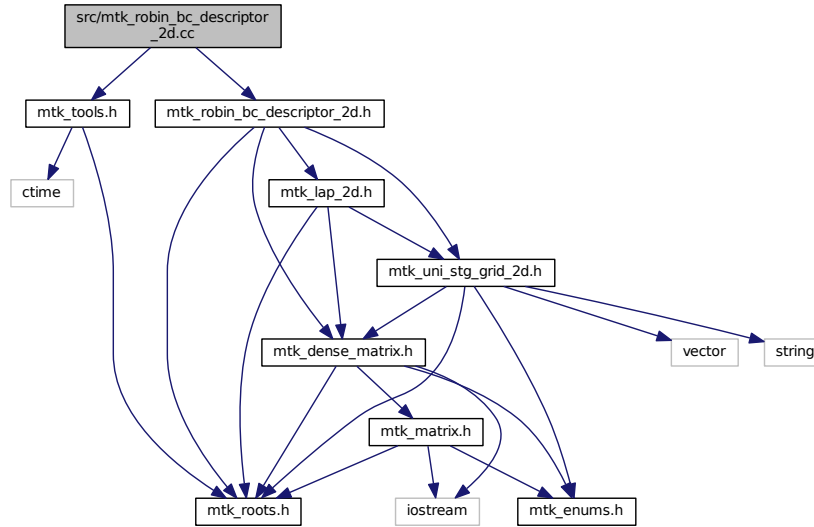 src/mtk_robin_bc_descriptor
_2d.cc
mtk_tools.h
mtk_robin_bc_descriptor_2d.h
ctime
mtk_lap_2d.h
mtk_uni_stg_grid_2d.h
mtk_dense_matrix.h
vector
string
mtk_matrix.h
mtk_roots.h
iostream
mtk_enums.h